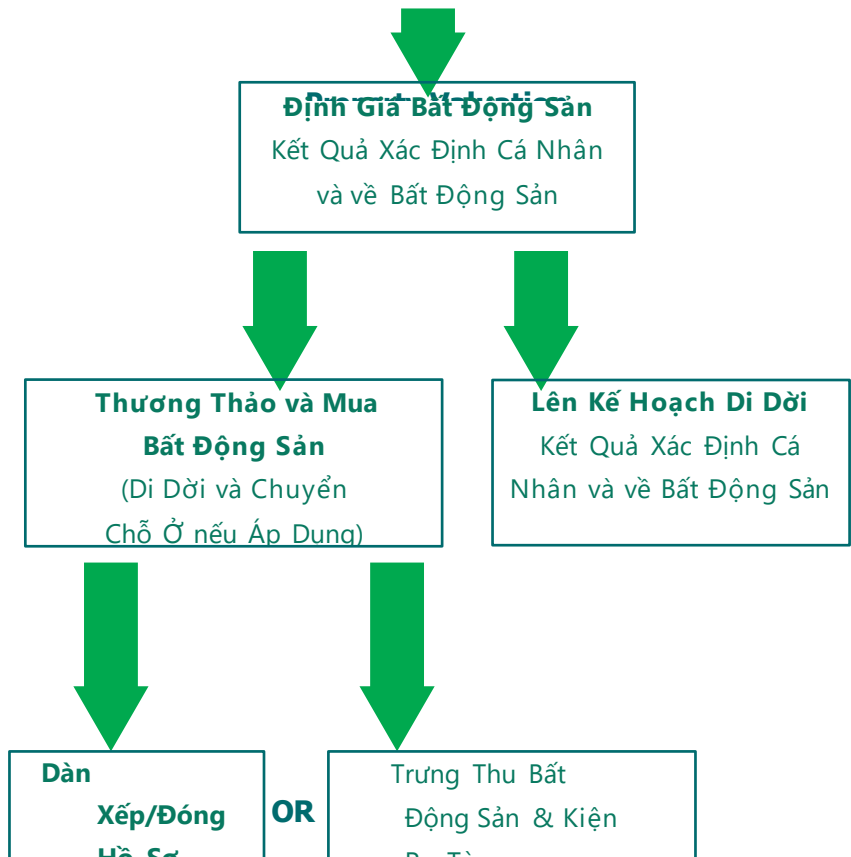 Định Giá Bất Động Sản
Kết Quả Xác Định Cá Nhân
và về Bất Động Sản
Thương Thảo và Mua
Bất Động Sản
(Di Dời và Chuyển
Chỗ Ở nếu Áp Dụng)
Lên Kế Hoạch Di Dời
Kết Quả Xác Định Cá
Nhân và về Bất Động Sản
Dàn
Xếp/Đóng
Hồ Sơ
OR
Trưng Thu Bất
Động Sản & Kiện